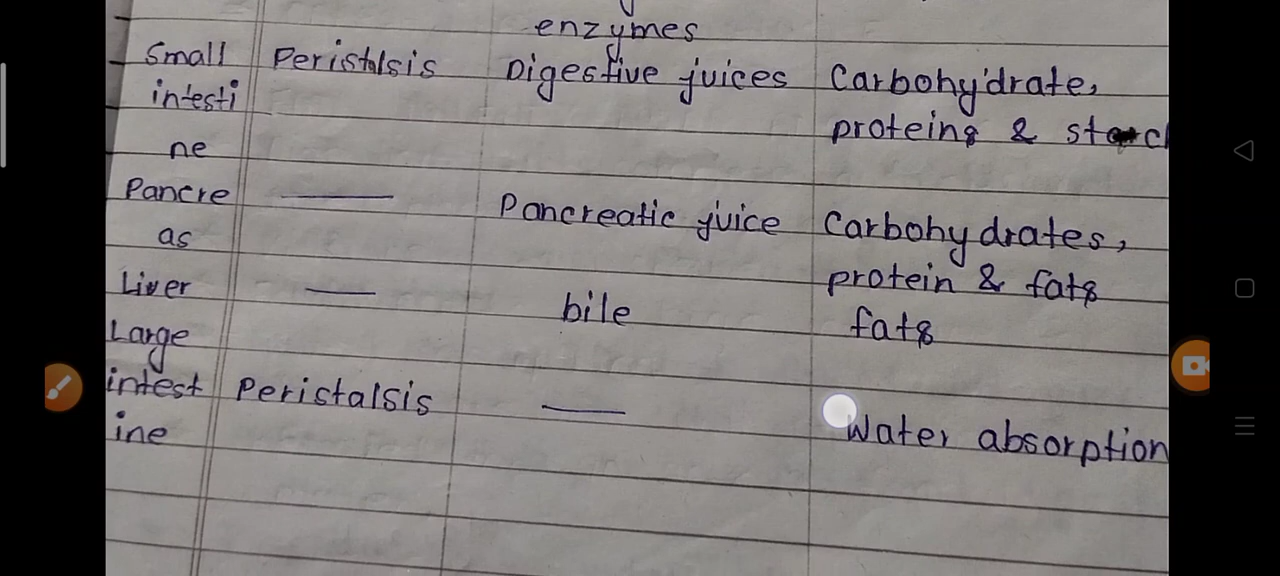 enzymes
Small Peristalsis Digestive juices Carbohydrate,
intesti proteins & starch
ne
Pancre — Pancreatic juice Carbohydrates,
as protein & fats
Liver — bile fats
Large
intest Peristalsis — Water absorption
ine